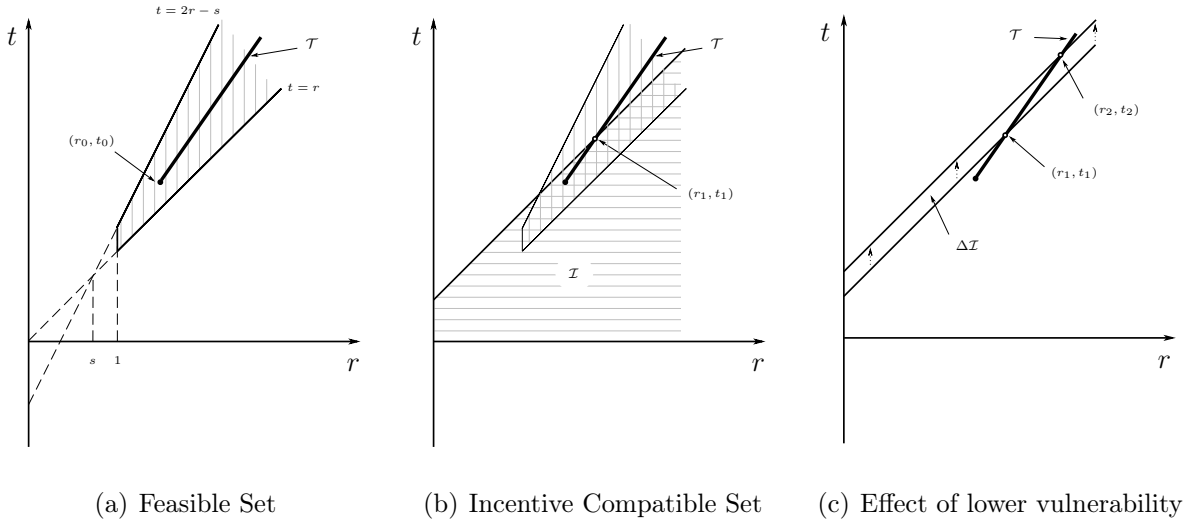 t = 2r − s
t
𝒯
t = r
(r₀, t₀)
s
1
r
(a) Feasible Set
t
𝒯
(r₁, t₁)
ℐ
r
(b) Incentive Compatible Set
t
𝒯
(r₂, t₂)
(r₁, t₁)
Δℐ
r
(c) Effect of lower vulnerability